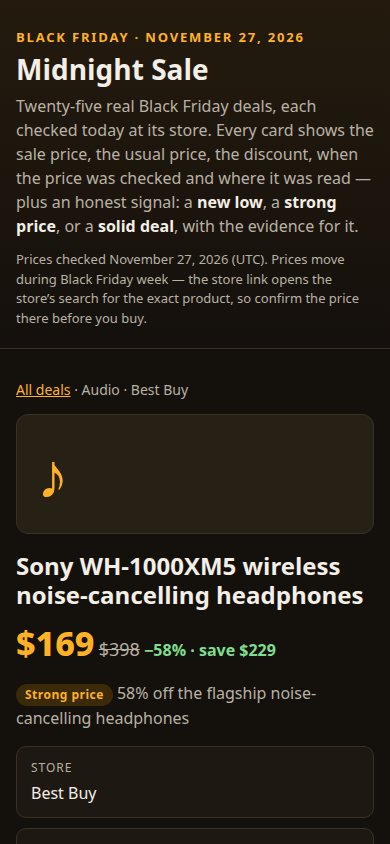 BLACK FRIDAY · NOVEMBER 27, 2026
Midnight Sale
Twenty-five real Black Friday deals, each
checked today at its store. Every card shows the
sale price, the usual price, the discount, when
the price was checked and where it was read —
plus an honest signal: a new low, a strong
price, or a solid deal, with the evidence for it.
Prices checked November 27, 2026 (UTC). Prices move
during Black Friday week — the store link opens the
store’s search for the exact product, so confirm the price
there before you buy.
All deals · Audio · Best Buy
Sony WH-1000XM5 wireless
noise-cancelling headphones
$169 $398 −58% · save $229
Strong price 58% off the flagship noise-
cancelling headphones
STORE
Best Buy